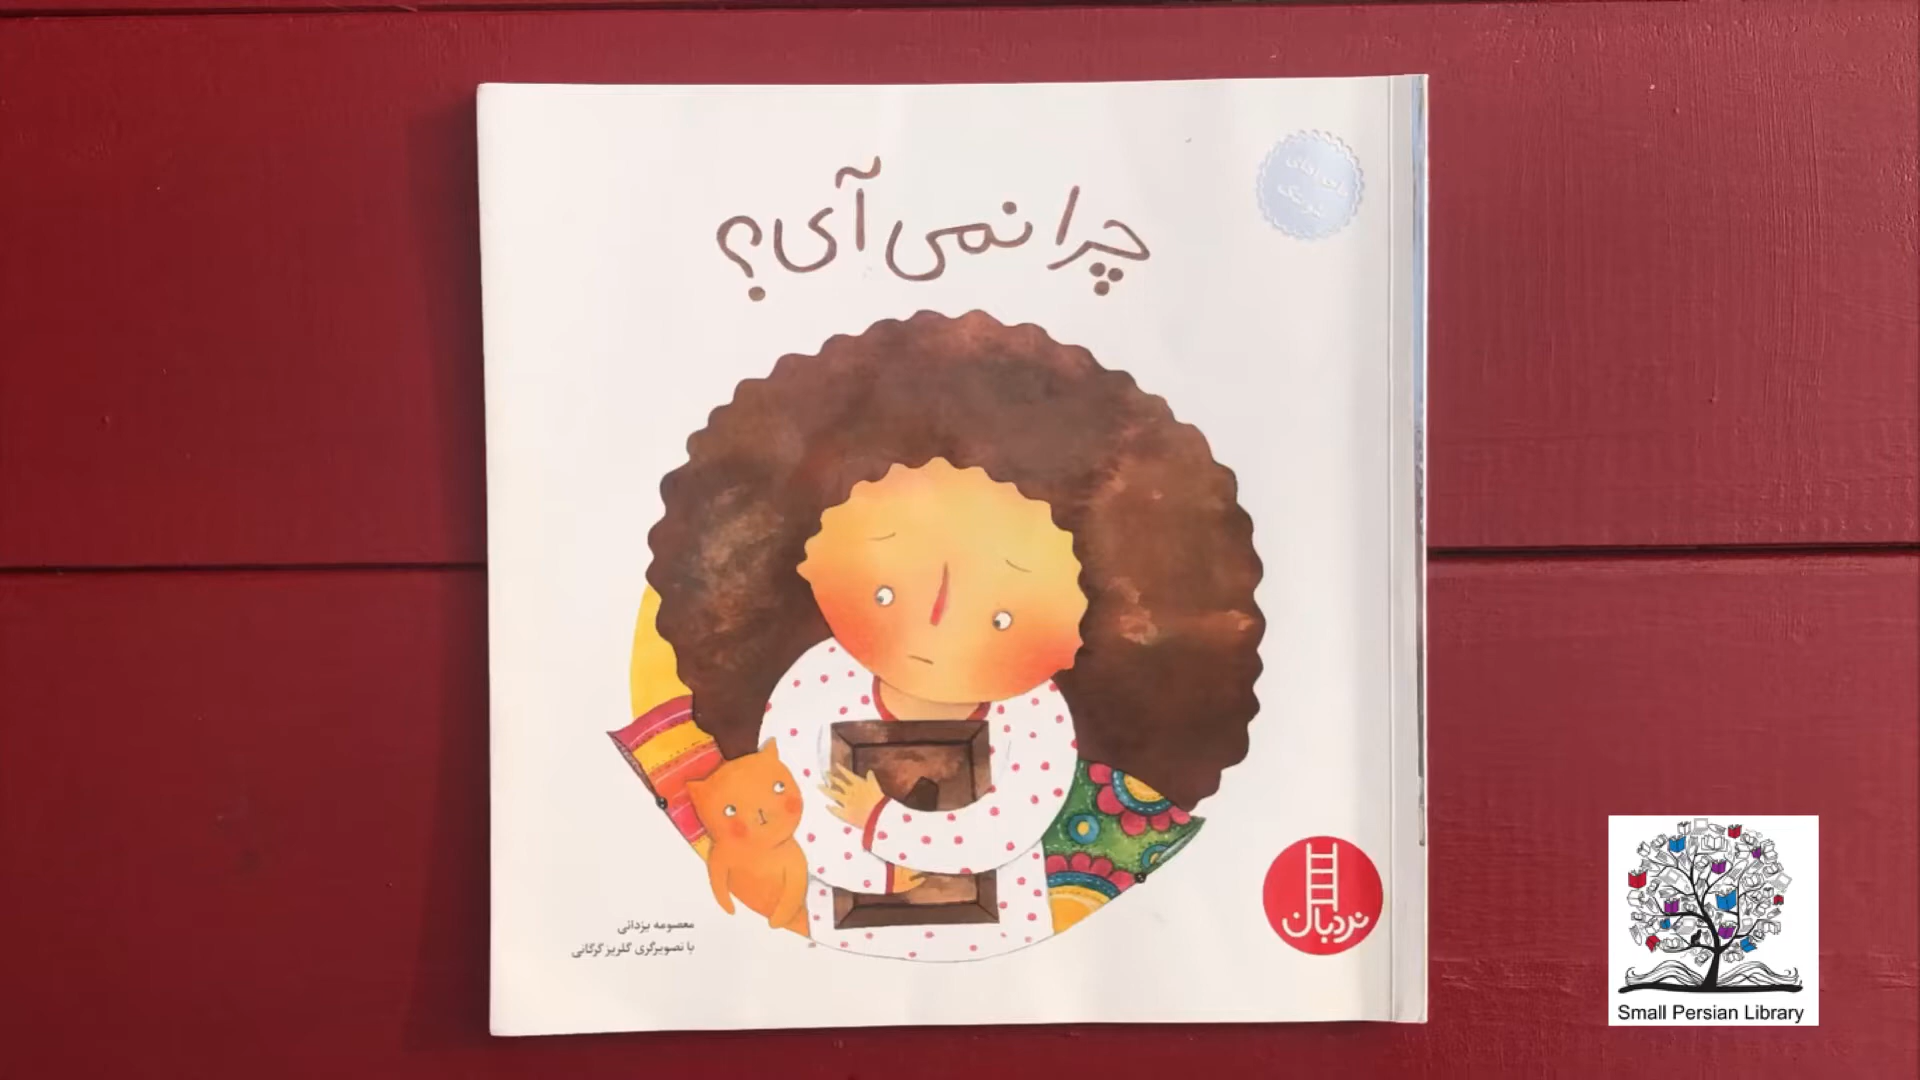 چرا نمی آی؟
معصومه یزدانی
با تصویرگری گلریز گرگانی
نردبان
Small Persian Library